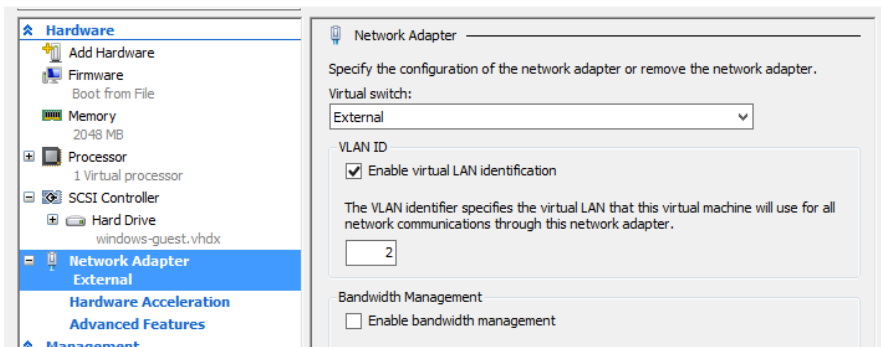 Hardware
Add Hardware
Firmware
Boot from File
Memory
2048 MB
Processor
1 Virtual processor
SCSI Controller
Hard Drive
windows-guest.vhdx
Network Adapter
External
Hardware Acceleration
Advanced Features
Management
Network Adapter
Specify the configuration of the network adapter or remove the network adapter.
Virtual switch:
External
VLAN ID
Enable virtual LAN identification
The VLAN identifier specifies the virtual LAN that this virtual machine will use for all
network communications through this network adapter.
2
Bandwidth Management
Enable bandwidth management